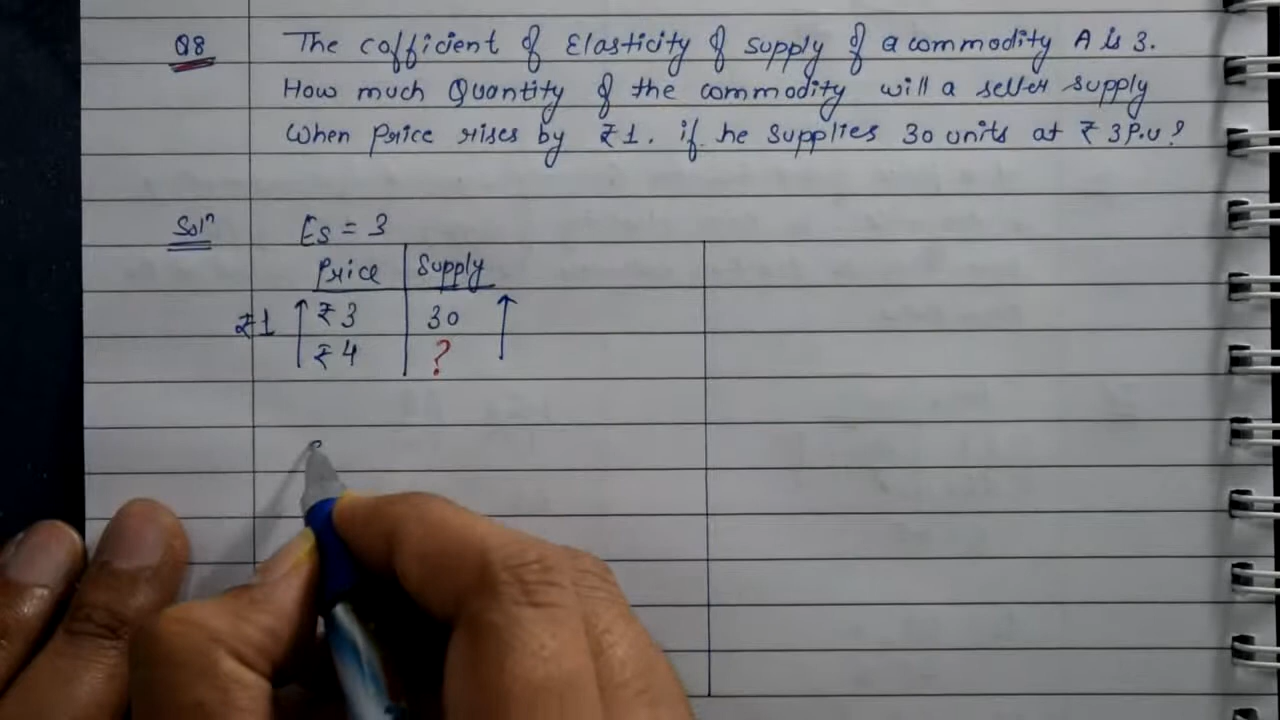 Q8 The cofficient of Elasticity of supply of a commodity A is 3.
How much Quantity of the commodity will a seller supply
When price rises by ₹1. if he supplies 30 units at ₹ 3 P.U?
Solⁿ Es = 3
Price Supply
₹1 ₹3 30
₹4 ?